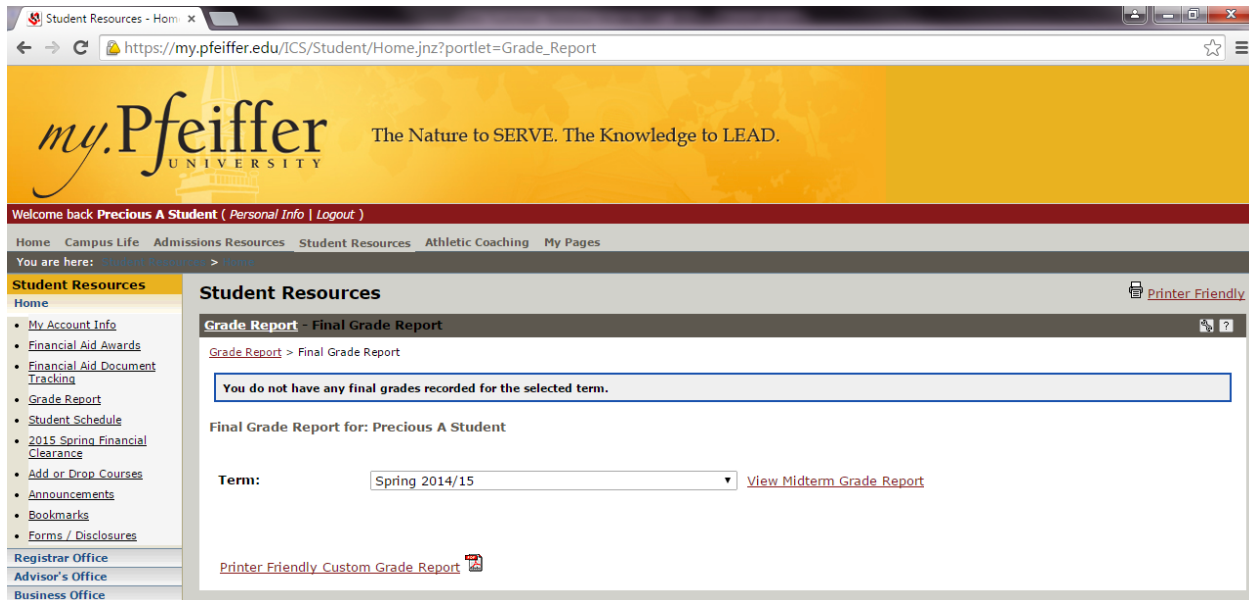 Student Resources - Hom
https://my.pfeiffer.edu/ICS/Student/Home.jnz?portlet=Grade_Report
my.Pfeiffer
UNIVERSITY
The Nature to SERVE. The Knowledge to LEAD.
Welcome back Precious A Student ( Personal Info | Logout )
Home Campus Life Admissions Resources Student Resources Athletic Coaching My Pages
You are here: Student Resources > Home
Student Resources
Home
My Account Info
Financial Aid Awards
Financial Aid Document
Tracking
Grade Report
Student Schedule
2015 Spring Financial
Clearance
Add or Drop Courses
Announcements
Bookmarks
Forms / Disclosures
Registrar Office
Advisor's Office
Business Office
Student Resources
Printer Friendly
Grade Report - Final Grade Report
Grade Report > Final Grade Report
You do not have any final grades recorded for the selected term.
Final Grade Report for: Precious A Student
Term: Spring 2014/15 View Midterm Grade Report
Printer Friendly Custom Grade Report